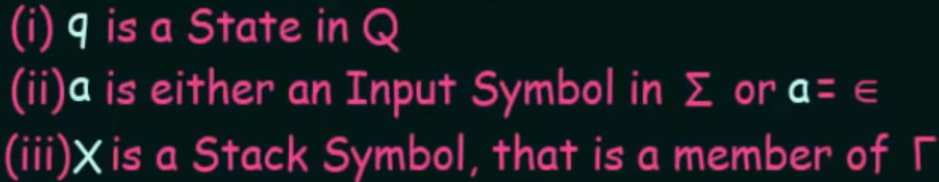 (i) q is a State in Q
(ii) a is either an Input Symbol in Σ or a = ∈
(iii) X is a Stack Symbol, that is a member of Γ